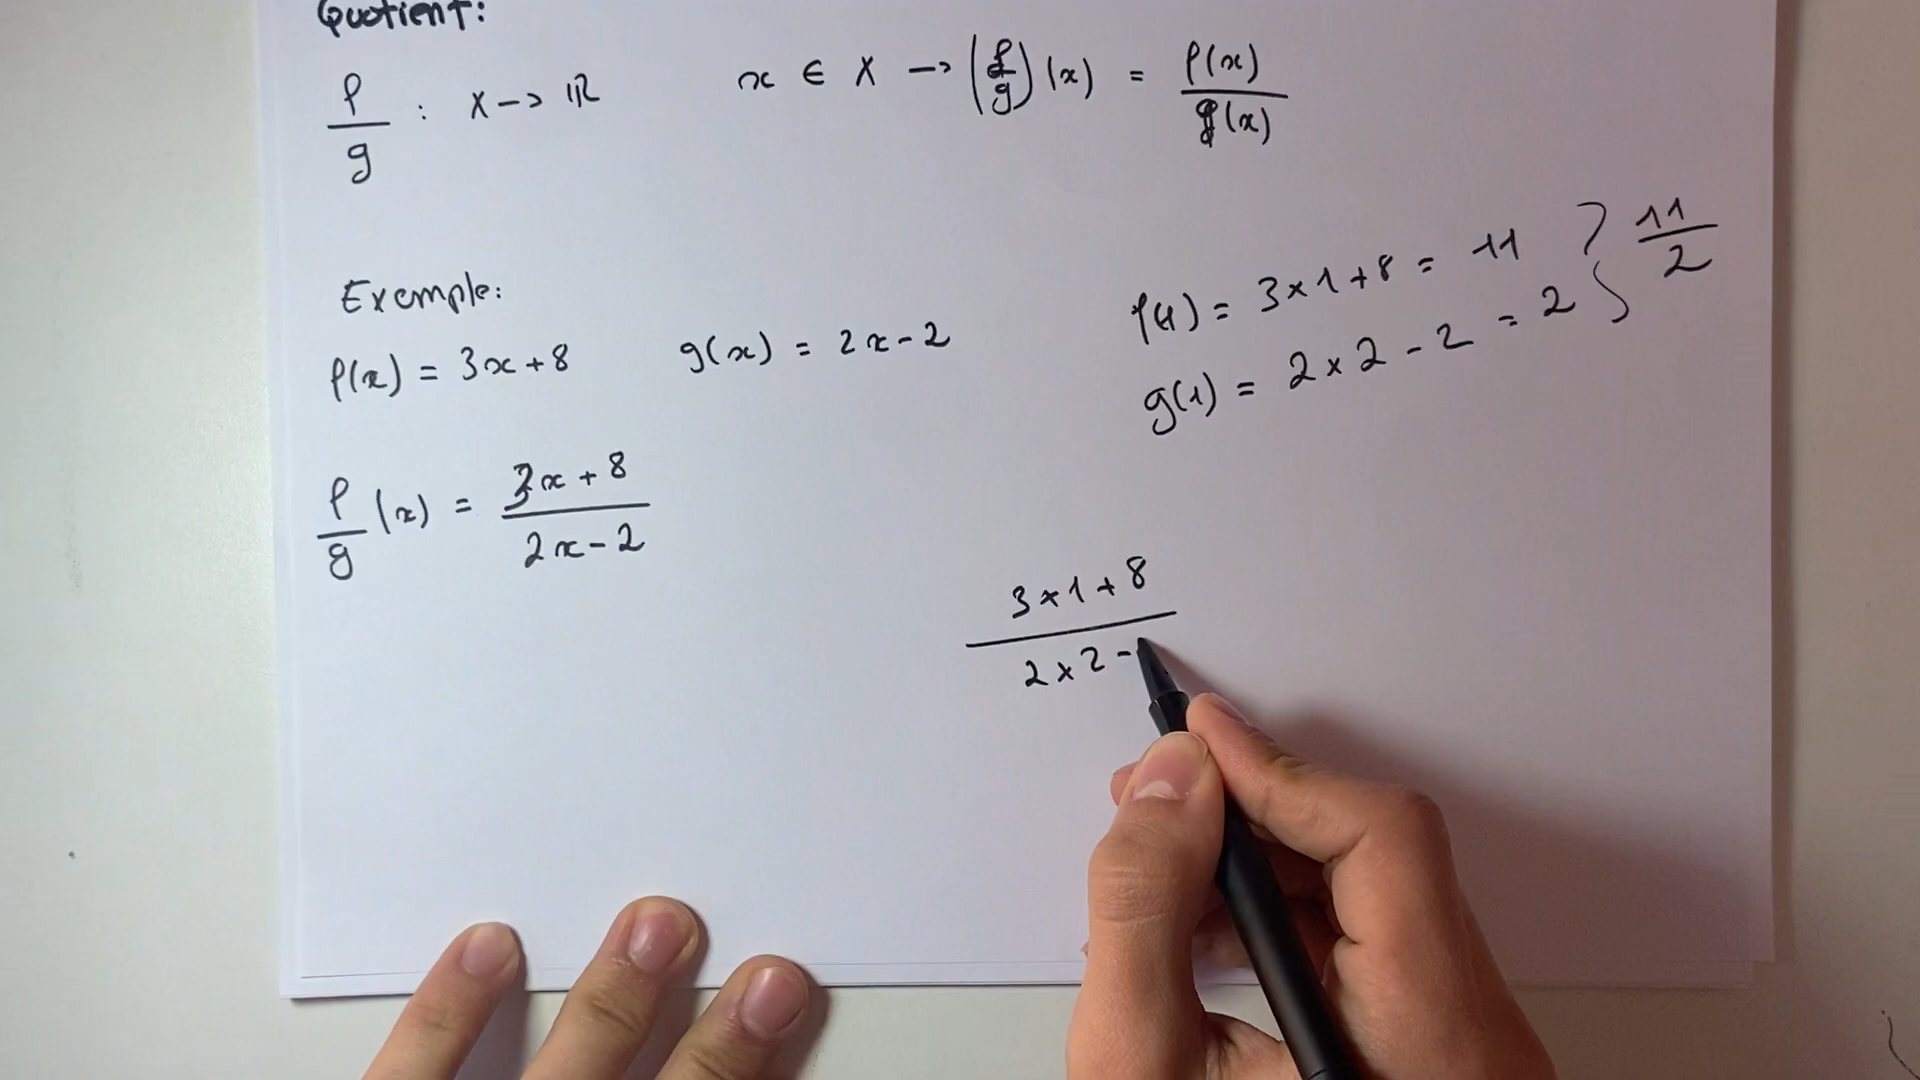 Quotient:
f/g : X -> ℝ x ∈ X -> (f/g)(x) = f(x)/g(x)
Exemple:
f(x) = 3x+8 g(x) = 2x-2
f(1) = 3×1+8 = 11 } 11/2
g(1) = 2×2-2 = 2
f/g (x) = 3x+8/2x-2
3×1+8
2×2-